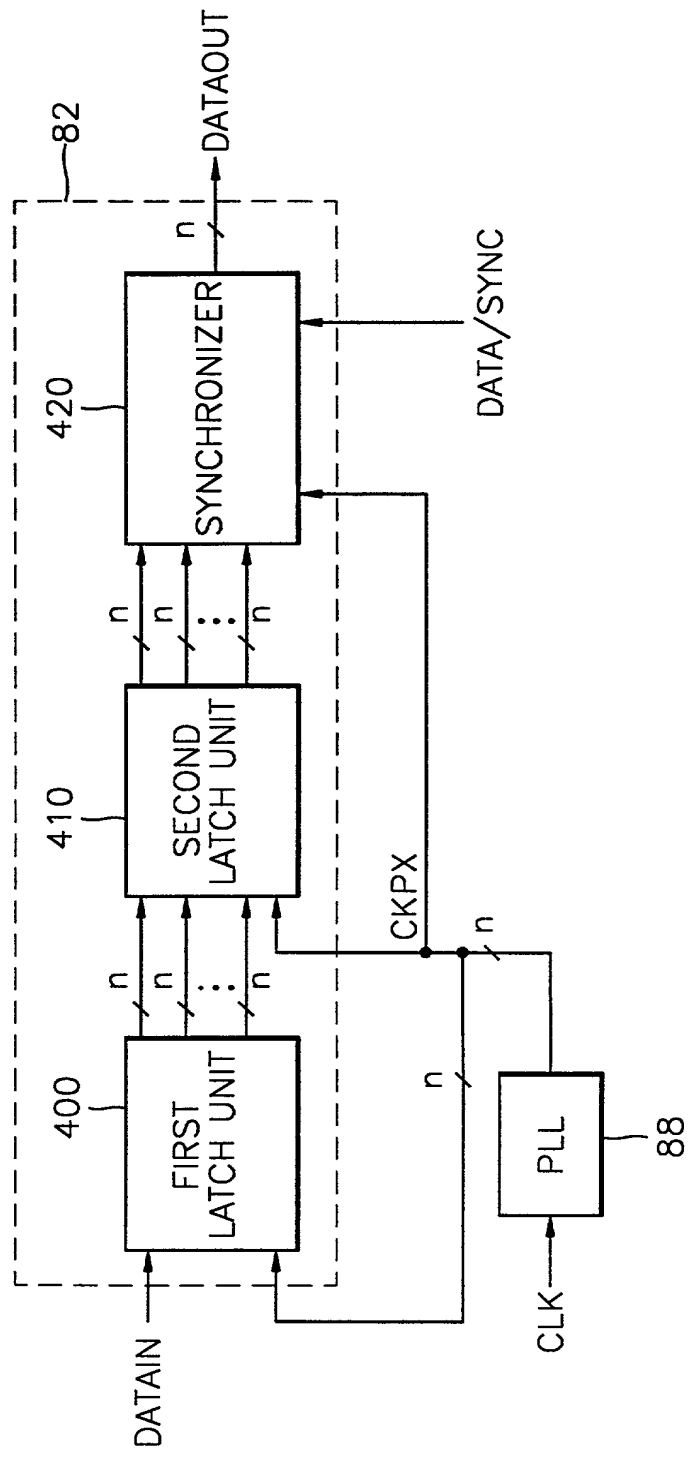 82
400
410
420
DATAIN
FIRST
LATCH UNIT
n
n
n
SECOND
LATCH UNIT
n
n
n
SYNCHRONIZER
n
DATAOUT
n
n
CKPX
DATA/SYNC
CLK
PLL
88